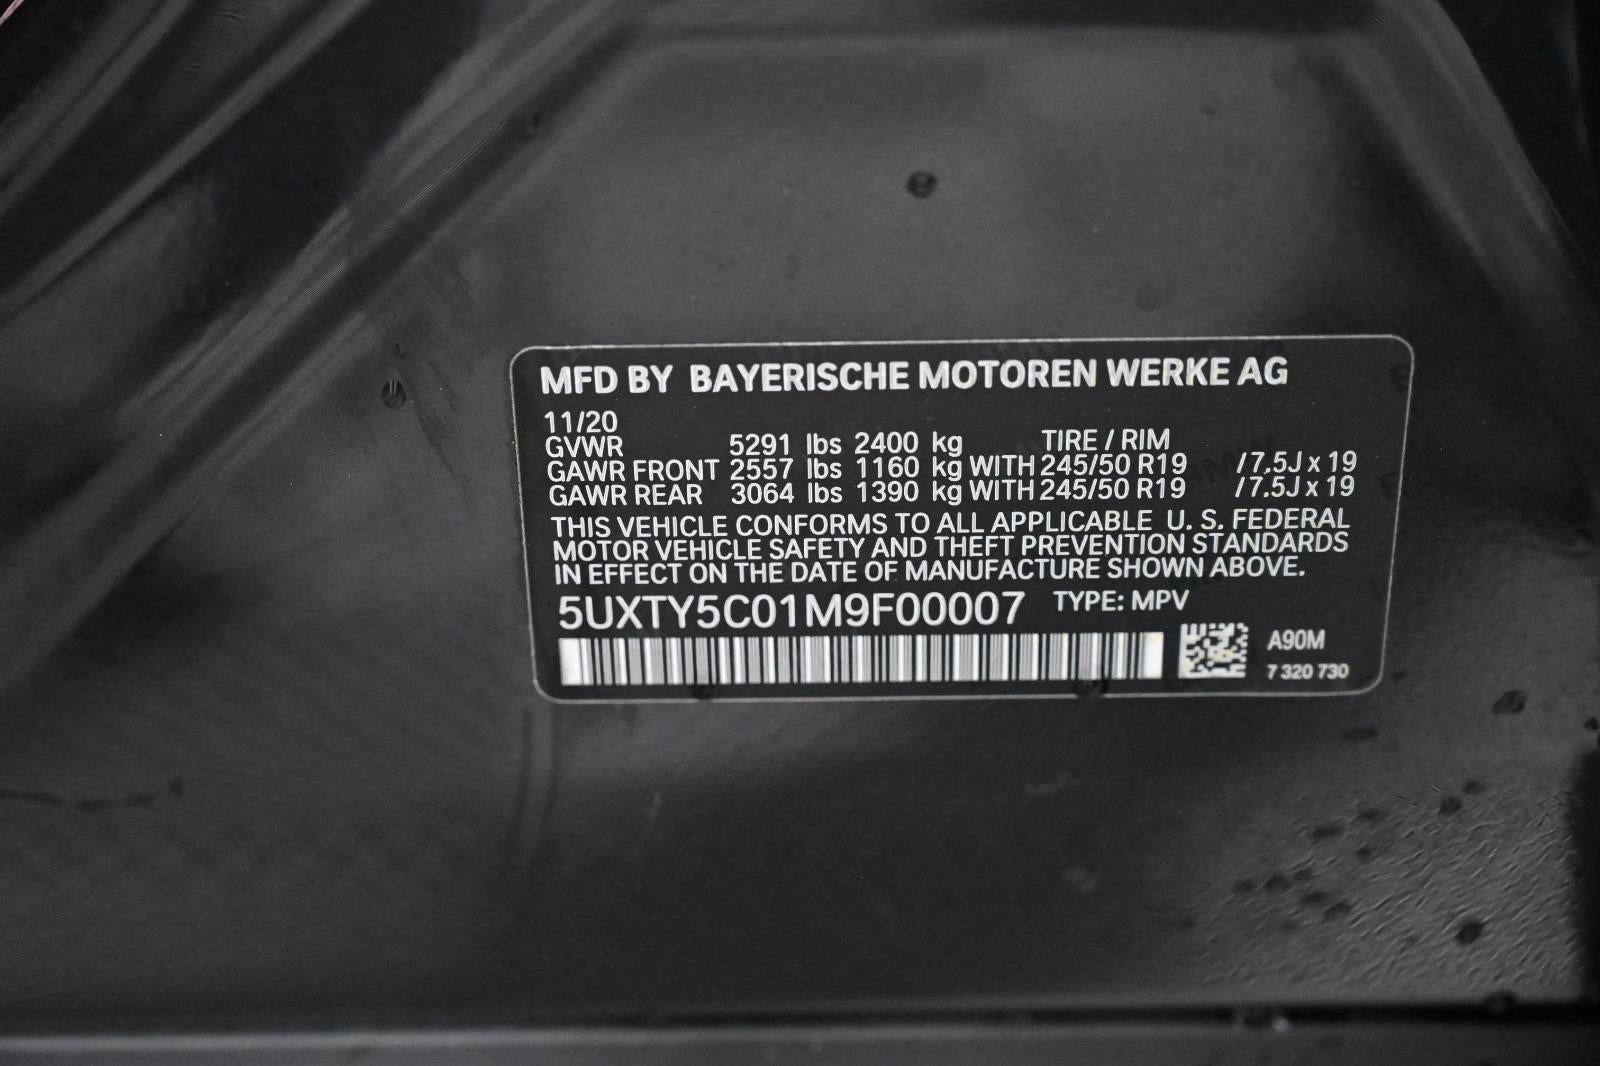 MFD BY BAYERISCHE MOTOREN WERKE AG
11/20
GVWR 5291 lbs 2400 kg TIRE / RIM
GAWR FRONT 2557 lbs 1160 kg WITH 245/50 R19 / 7.5J x 19
GAWR REAR 3064 lbs 1390 kg WITH 245/50 R19 / 7.5J x 19
THIS VEHICLE CONFORMS TO ALL APPLICABLE U. S. FEDERAL
MOTOR VEHICLE SAFETY AND THEFT PREVENTION STANDARDS
IN EFFECT ON THE DATE OF MANUFACTURE SHOWN ABOVE.
5UXTY5C01M9F00007 TYPE: MPV
A90M
7 320 730